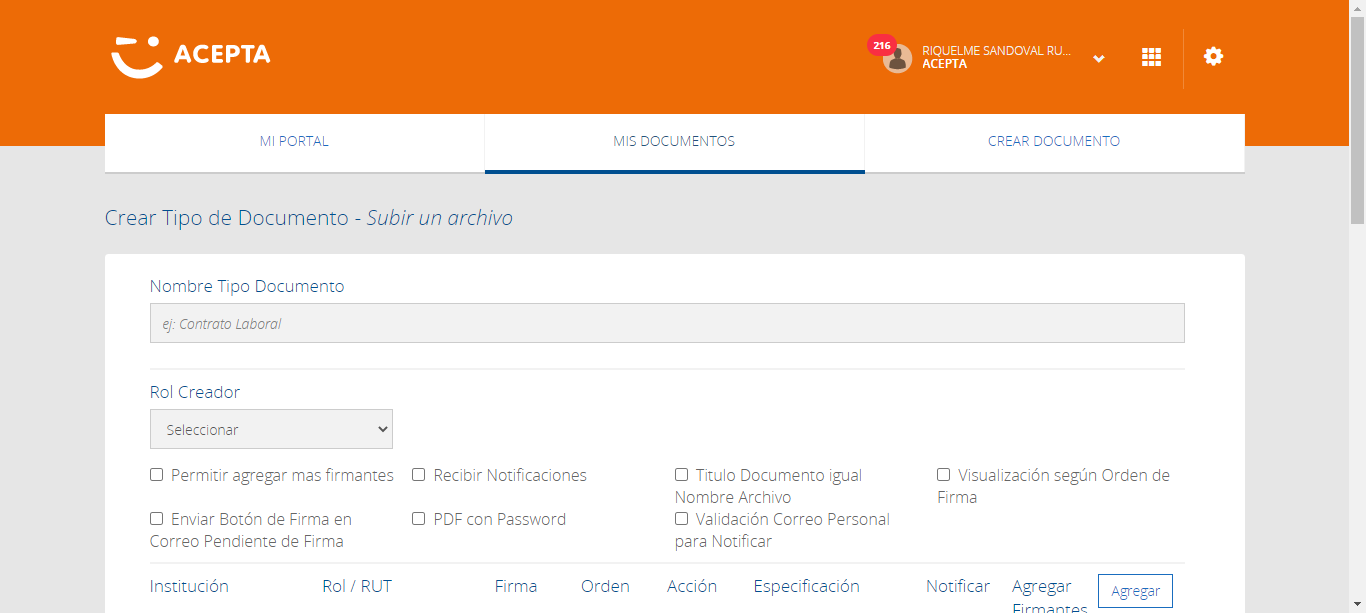 ACEPTA
216
RIQUELME SANDOVAL RU...
ACEPTA
MI PORTAL
MIS DOCUMENTOS
CREAR DOCUMENTO
Crear Tipo de Documento - Subir un archivo
Nombre Tipo Documento
ej: Contrato Laboral
Rol Creador
Seleccionar
Permitir agregar mas firmantes
Recibir Notificaciones
Titulo Documento igual
Nombre Archivo
Visualización según Orden de
Firma
Enviar Botón de Firma en
Correo Pendiente de Firma
PDF con Password
Validación Correo Personal
para Notificar
Institución
Rol / RUT
Firma
Orden
Acción
Especificación
Notificar
Agregar
Firmantes
Agregar